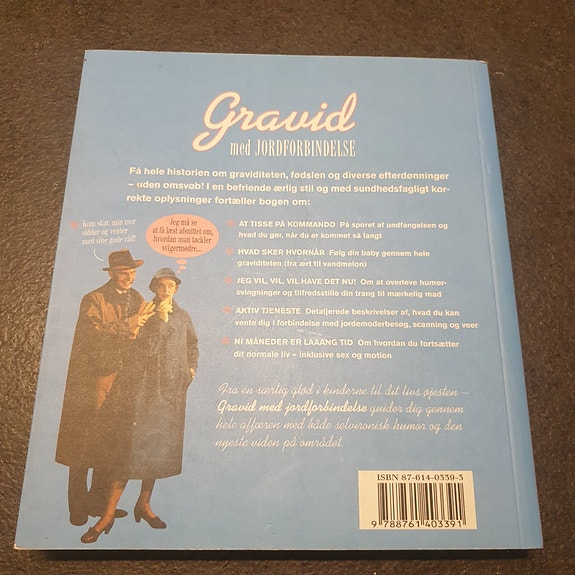 Gravid
med JORDFORBINDELSE
Få hele historien om graviditeten, fødslen og diverse efterdønninger
– uden omsvøb! I en befriende ærlig stil og med sundhedsfagligt kor-
rekte oplysninger fortæller bogen om:
Kom skat, min mor
sidder og venter
med sine gode råd!
Jeg må se
at få læst afsnittet om,
hvordan man tackler
svigermødre...
AT TISSE PÅ KOMMANDO På sporet af undfangelsen og
hvad du gør, når du er kommet så langt
HVAD SKER HVORNÅR Følg din baby gennem hele
graviditeten (fra ært til vandmelon)
JEG VIL, VIL, VIL HAVE DET NU! Om at overleve humør-
svingninger og tilfredsstille din trang til mærkelig mad
AKTIV TJENESTE Detaljerede beskrivelser af, hvad du kan
vente dig i forbindelse med jordemoderbesøg, scanning og veer
NI MÅNEDER ER LAAANG TID Om hvordan du fortsætter
dit normale liv – inklusive sex og motion
Fra en særlig glød i kinderne til dit livs øjesten –
Gravid med jordforbindelse guider dig gennem
hele affæren med både selvironisk humor og den
nyeste viden på området.
ISBN 87-614-0339-3
9 788761 403391